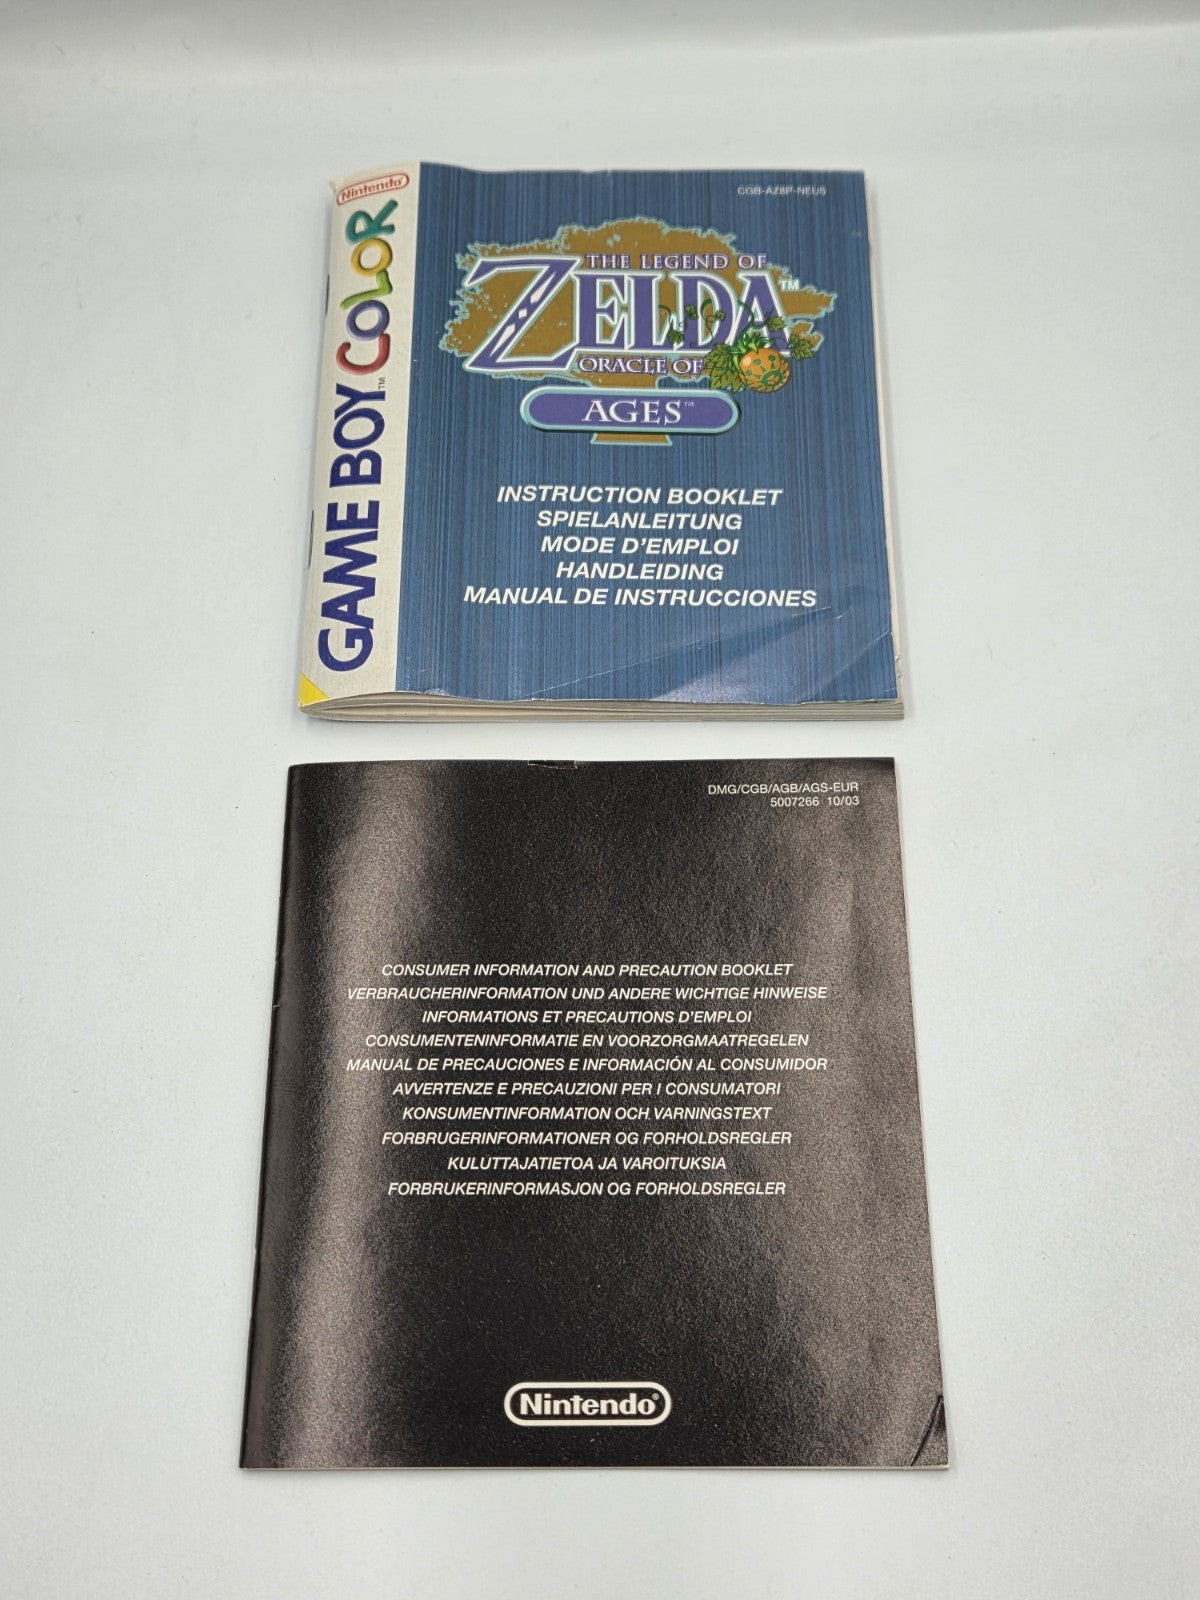 Nintendo
GAME BOY COLOR™
CGB-AZ8P-NEU5
THE LEGEND OF
ZELDA™
ORACLE OF
AGES™
INSTRUCTION BOOKLET
SPIELANLEITUNG
MODE D'EMPLOI
HANDLEIDING
MANUAL DE INSTRUCCIONES
DMG/CGB/AGB/AGS-EUR
5007266 10/03
CONSUMER INFORMATION AND PRECAUTION BOOKLET
VERBRAUCHERINFORMATION UND ANDERE WICHTIGE HINWEISE
INFORMATIONS ET PRECAUTIONS D'EMPLOI
CONSUMENTENINFORMATIE EN VOORZORGMAATREGELEN
MANUAL DE PRECAUCIONES E INFORMACIÓN AL CONSUMIDOR
AVVERTENZE E PRECAUZIONI PER I CONSUMATORI
KONSUMENTINFORMATION OCH VARNINGSTEXT
FORBRUGERINFORMATIONER OG FORHOLDSREGLER
KULUTTAJATIETOA JA VAROITUKSIA
FORBRUKERINFORMASJON OG FORHOLDSREGLER
Nintendo®